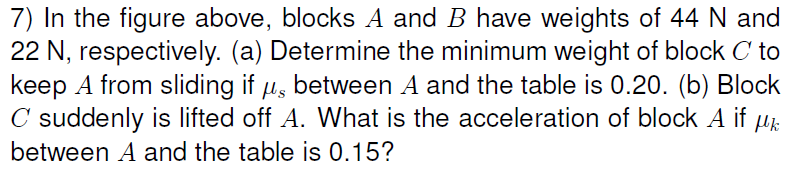 7) In the figure above, blocks A and B have weights of 44 N and
22 N, respectively. (a) Determine the minimum weight of block C to
keep A from sliding if μₛ between A and the table is 0.20. (b) Block
C suddenly is lifted off A. What is the acceleration of block A if μₖ
between A and the table is 0.15?